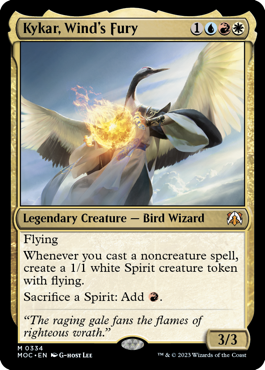 Kykar, Wind's Fury 1
Legendary Creature — Bird Wizard
Flying
Whenever you cast a noncreature spell,
create a 1/1 white Spirit creature token
with flying.
Sacrifice a Spirit: Add
"The raging gale fans the flames of
righteous wrath."
3/3
M 0334
MOC • EN G-HOST LEE
™ & © 2023 Wizards of the Coast